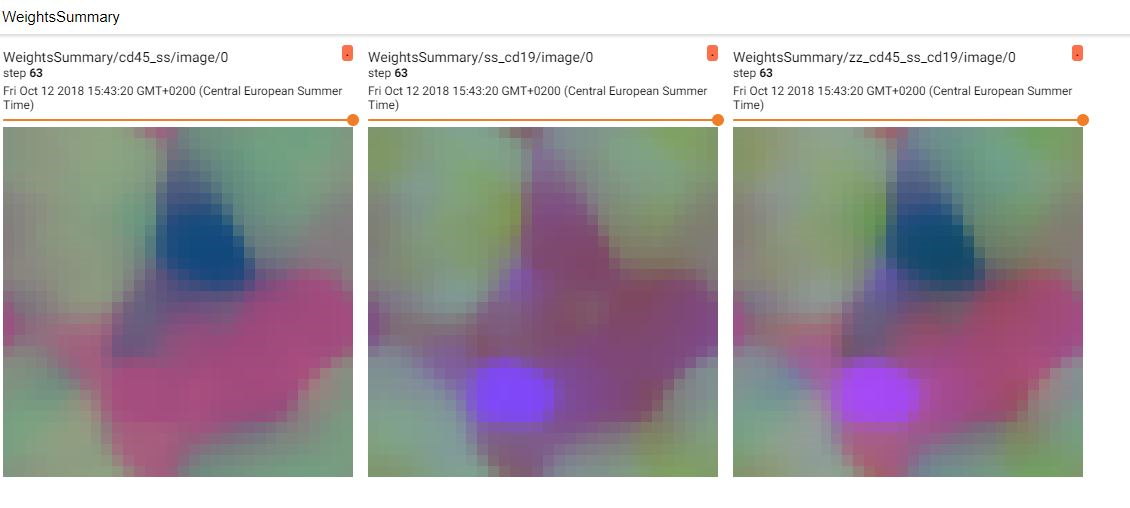 WeightsSummary
WeightsSummary/cd45_ss/image/0
step 63
Fri Oct 12 2018 15:43:20 GMT+0200 (Central European Summer
Time)
WeightsSummary/ss_cd19/image/0
step 63
Fri Oct 12 2018 15:43:20 GMT+0200 (Central European Summer
Time)
WeightsSummary/zz_cd45_ss_cd19/image/0
step 63
Fri Oct 12 2018 15:43:20 GMT+0200 (Central European Summer
Time)